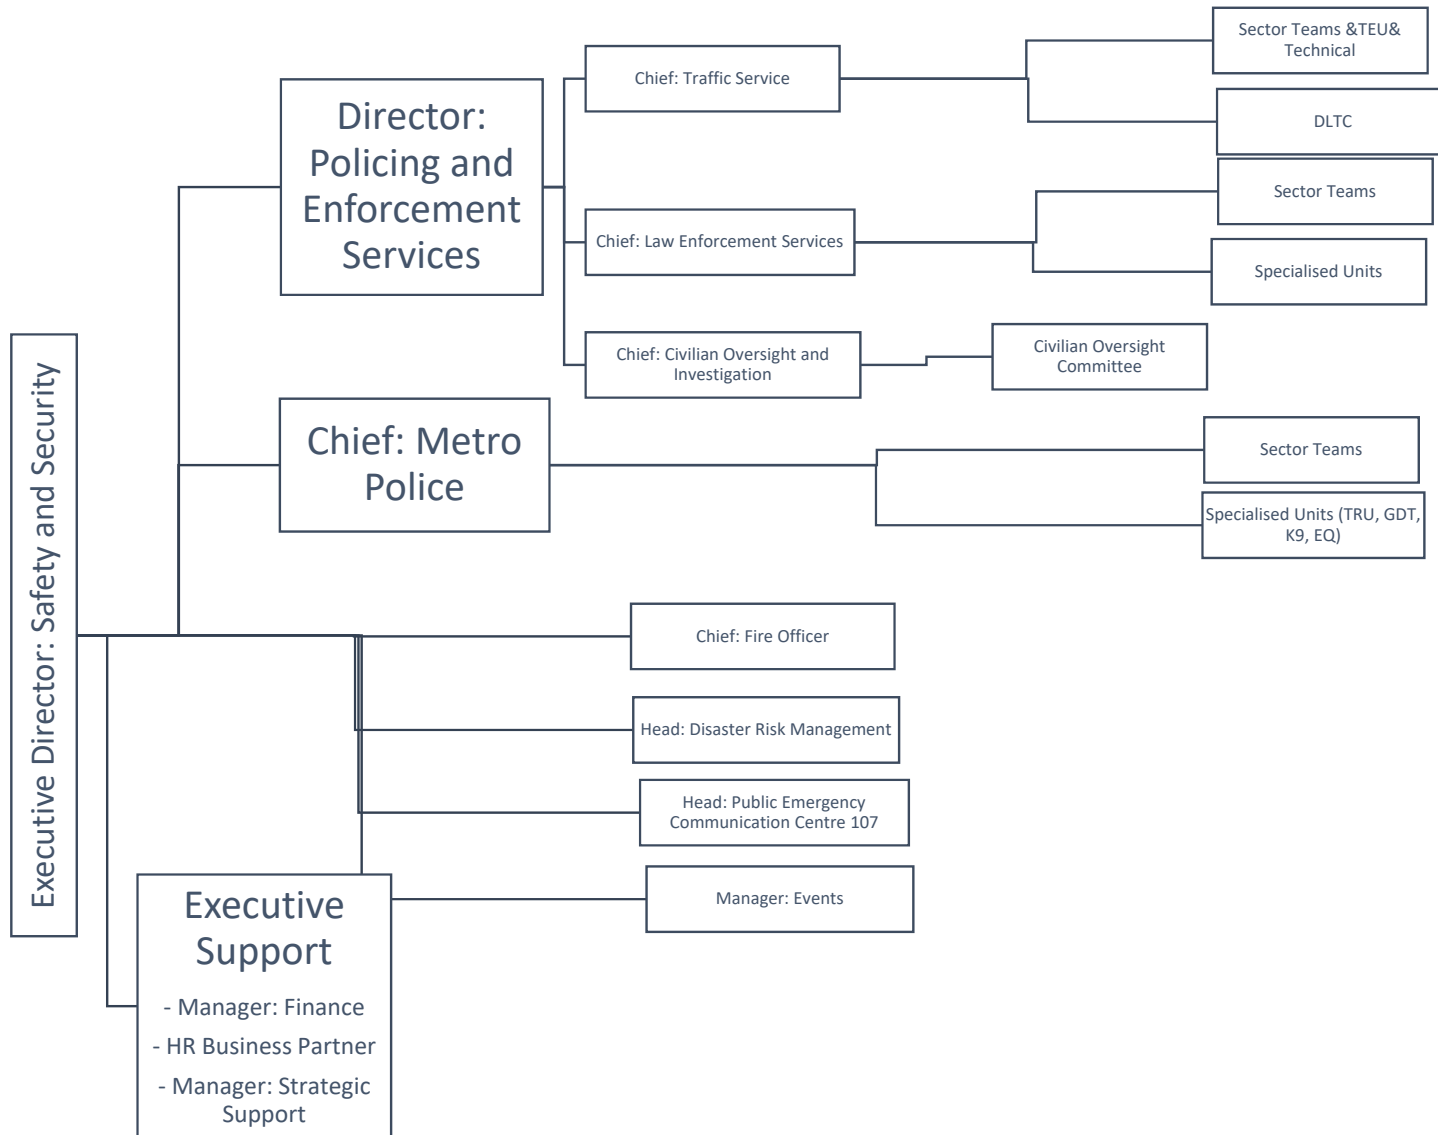 Executive Director: Safety and Security
Director:
Policing and
Enforcement
Services
Chief: Traffic Service
Sector Teams &TEU&
Technical
DLTC
Chief: Law Enforcement Services
Sector Teams
Specialised Units
Chief: Civilian Oversight and
Investigation
Civilian Oversight
Committee
Chief: Metro
Police
Sector Teams
Specialised Units (TRU, GDT,
K9, EQ)
Chief: Fire Officer
Head: Disaster Risk Management
Head: Public Emergency
Communication Centre 107
Manager: Events
Executive
Support
- Manager: Finance
- HR Business Partner
- Manager: Strategic
Support